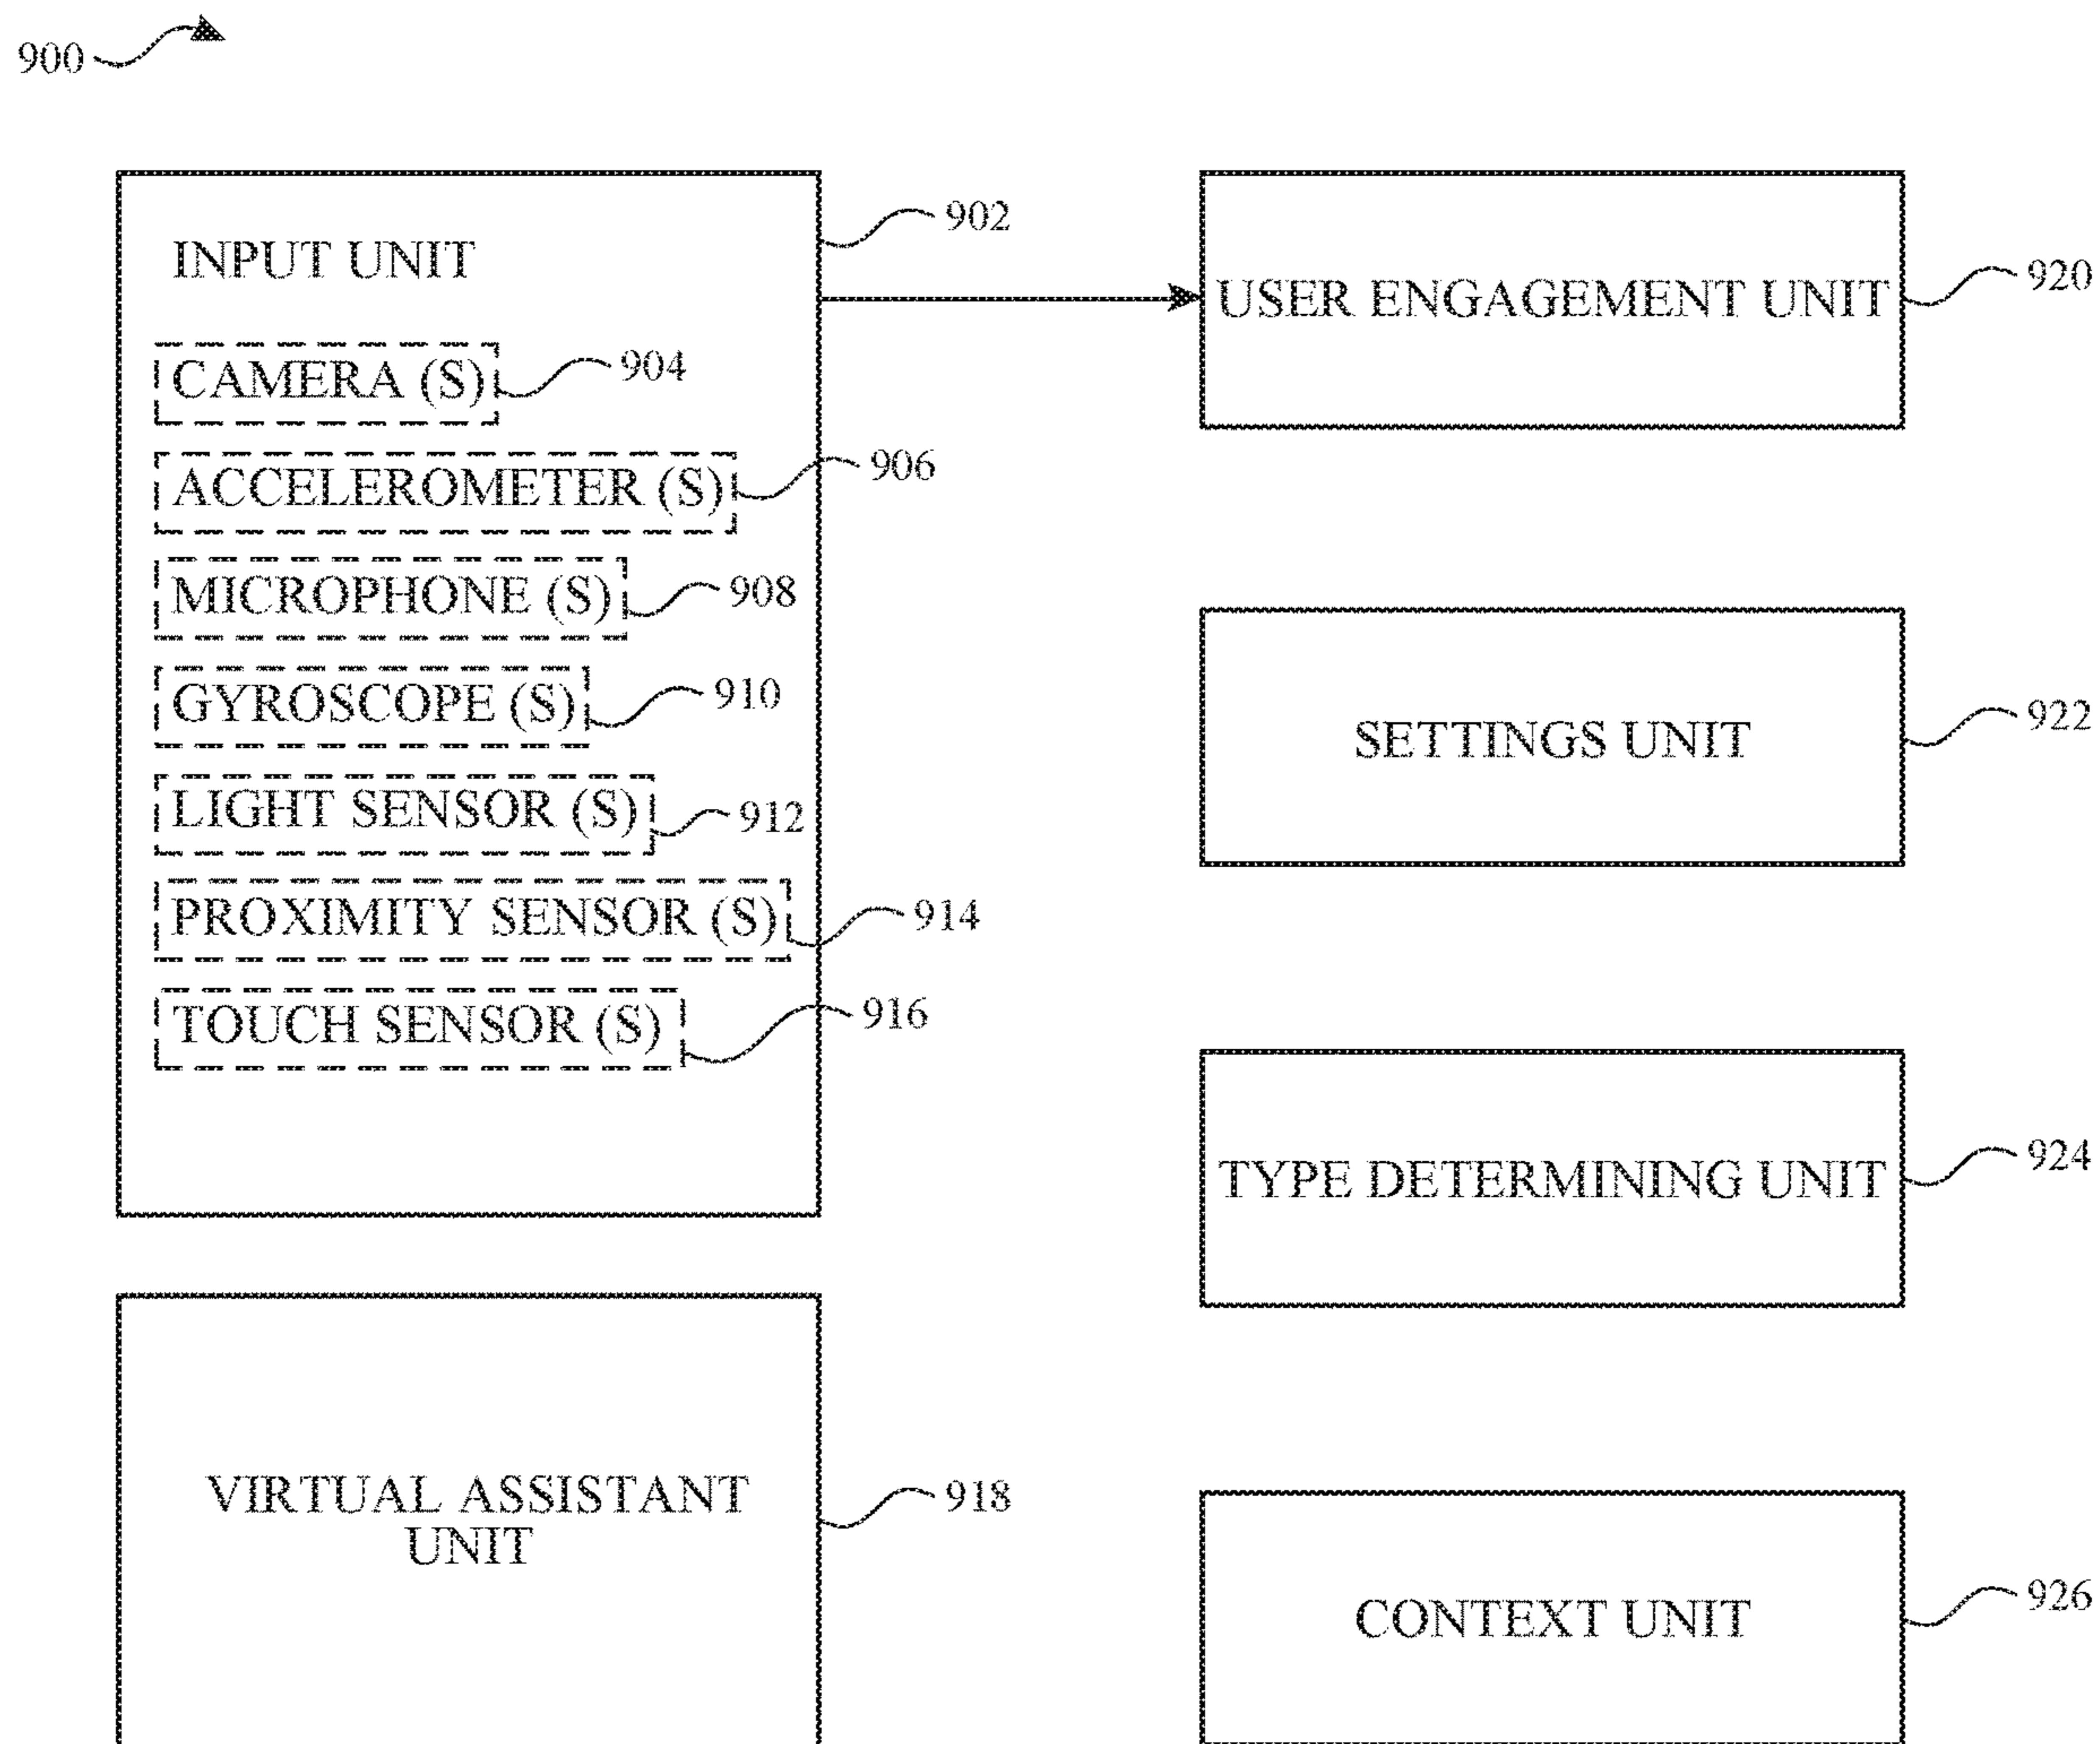 900
INPUT UNIT
902
CAMERA (S)
904
ACCELEROMETER (S)
906
MICROPHONE (S)
908
GYROSCOPE (S)
910
LIGHT SENSOR (S)
912
PROXIMITY SENSOR (S)
914
TOUCH SENSOR (S)
916
VIRTUAL ASSISTANT
UNIT
918
USER ENGAGEMENT UNIT
920
SETTINGS UNIT
922
TYPE DETERMINING UNIT
924
CONTEXT UNIT
926